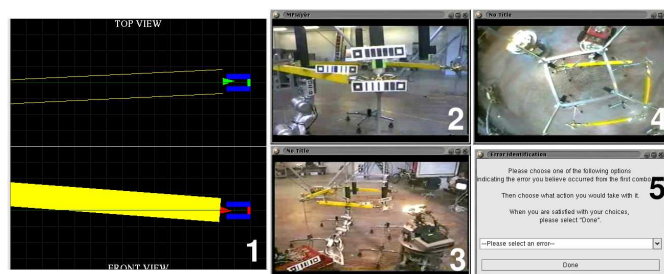 TOP VIEW
FRONT VIEW
1
MPlayer
2
No Title
3
No Title
4
Error Identification
Please choose one of the following options
indicating the error you believe occurred from the first combo
Then choose what action you would take with it.
When you are satisfied with your choices,
please select "Done".
--Please select an error--
Done
5